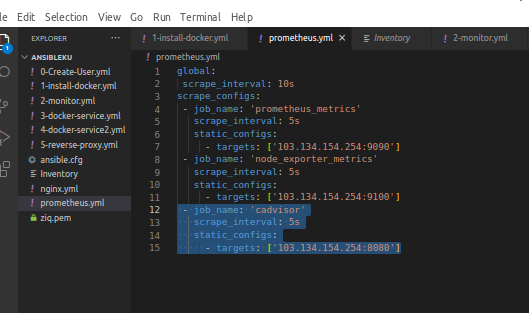 le Edit Selection View Go Run Terminal Help
EXPLORER ···
1-install-docker.yml prometheus.yml × Inventory 2-monitor.yml
ANSIBLEKU
0-Create-User.yml
1-install-docker.yml
2-monitor.yml
3-docker-service.yml
4-docker-service2.yml
5-reverse-proxy.yml
ansible.cfg
Inventory
nginx.yml
prometheus.yml
ziq.pem
1
prometheus.yml
1 global:
2 scrape_interval: 10s
3 scrape_configs:
4 - job_name: 'prometheus_metrics'
5 scrape_interval: 5s
6 static_configs:
7 - targets: ['103.134.154.254:9090']
8 - job_name: 'node_exporter_metrics'
9 scrape_interval: 5s
10 static_configs:
11 - targets: ['103.134.154.254:9100']
12 - job_name: 'cadvisor'
13 scrape_interval: 5s
14 static_configs:
15 - targets: ['103.134.154.254:8080']